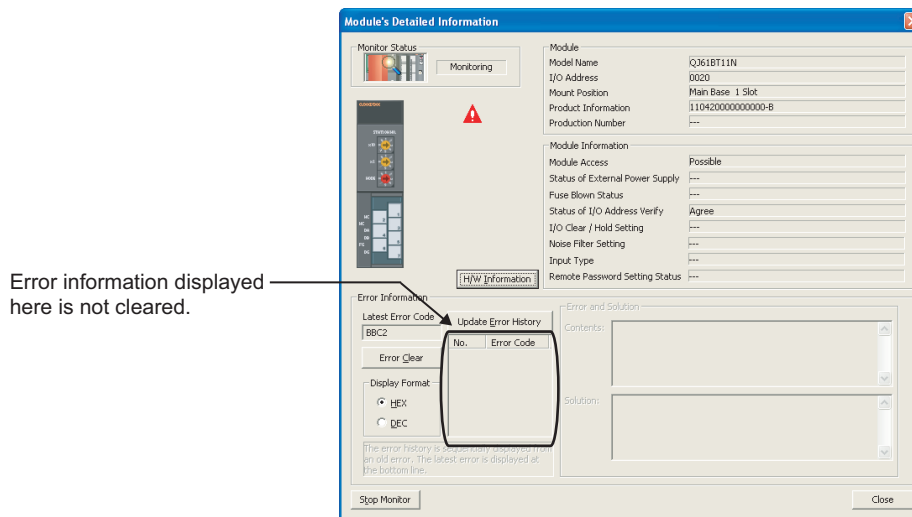 Module's Detailed Information
Monitor Status
Monitoring
Module
Model Name QJ61BT11N
I/O Address 0020
Mount Position Main Base 1 Slot
Product Information 110420000000000-B
Production Number ---
Module Information
Module Access Possible
Status of External Power Supply ---
Fuse Blown Status ---
Status of I/O Address Verify Agree
I/O Clear / Hold Setting ---
Noise Filter Setting ---
Input Type ---
Remote Password Setting Status ---
H/W Information
Error information displayed
here is not cleared.
Error Information
Latest Error Code
BBC2
Update Error History
No. Error Code
Error Clear
Display Format
HEX
DEC
The error history is sequentially displayed from
an old error. The latest error is displayed at
the bottom line.
Error and Solution
Contents:
Solution:
Stop Monitor
Close